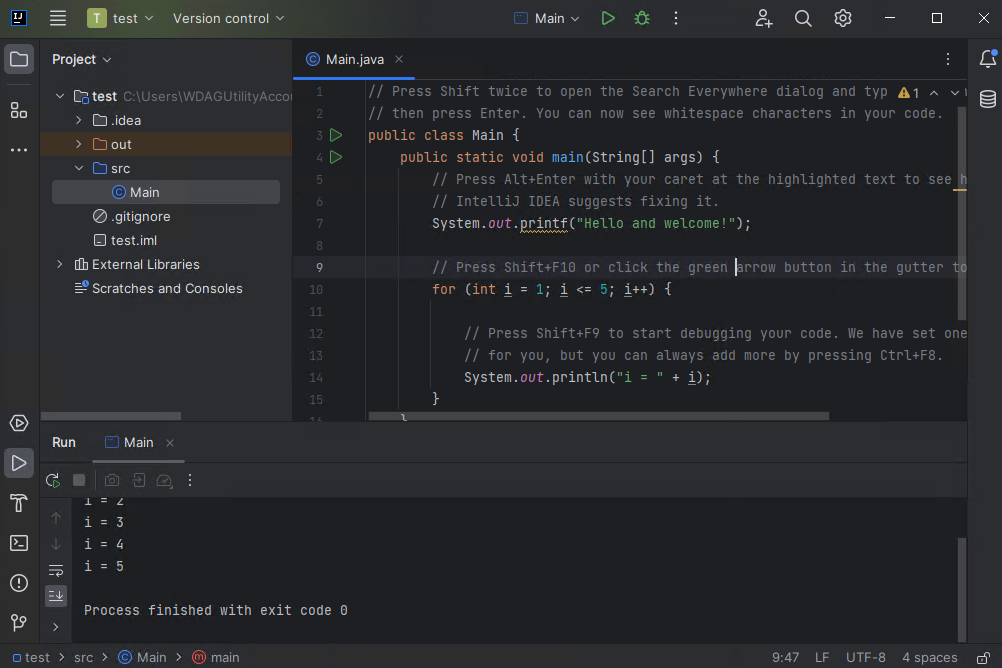 T test Version control Main
Project
Main.java
test C:\Users\WDAGUtilityAcco
.idea
out
src
Main
.gitignore
test.iml
External Libraries
Scratches and Consoles
1 // Press Shift twice to open the Search Everywhere dialog and typ 1
2 // then press Enter. You can now see whitespace characters in your code.
3 public class Main {
4 public static void main(String[] args) {
5 // Press Alt+Enter with your caret at the highlighted text to see h
6 // IntelliJ IDEA suggests fixing it.
7 System.out.printf("Hello and welcome!");
8
9 // Press Shift+F10 or click the green arrow button in the gutter to
10 for (int i = 1; i <= 5; i++) {
11
12 // Press Shift+F9 to start debugging your code. We have set one
13 // for you, but you can always add more by pressing Ctrl+F8.
14 System.out.println("i = " + i);
15 }
16 }
Run Main
i = 2
i = 3
i = 4
i = 5
Process finished with exit code 0
test > src > Main > main 9:47 LF UTF-8 4 spaces